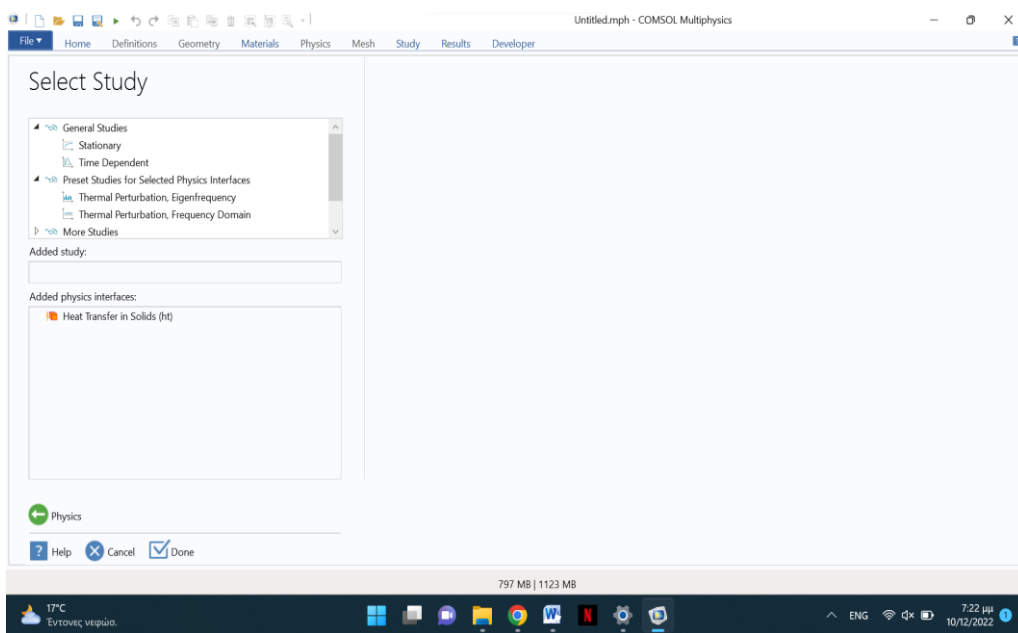 Untitled.mph - COMSOL Multiphysics
File Home Definitions Geometry Materials Physics Mesh Study Results Developer
Select Study
General Studies
Stationary
Time Dependent
Preset Studies for Selected Physics Interfaces
Thermal Perturbation, Eigenfrequency
Thermal Perturbation, Frequency Domain
More Studies
Added study:
Added physics interfaces:
Heat Transfer in Solids (ht)
Physics
? Help Cancel Done
797 MB | 1123 MB
17°C
Έντονες νεφώσ.
W N
ENG
7:22 μμ
10/12/2022
1